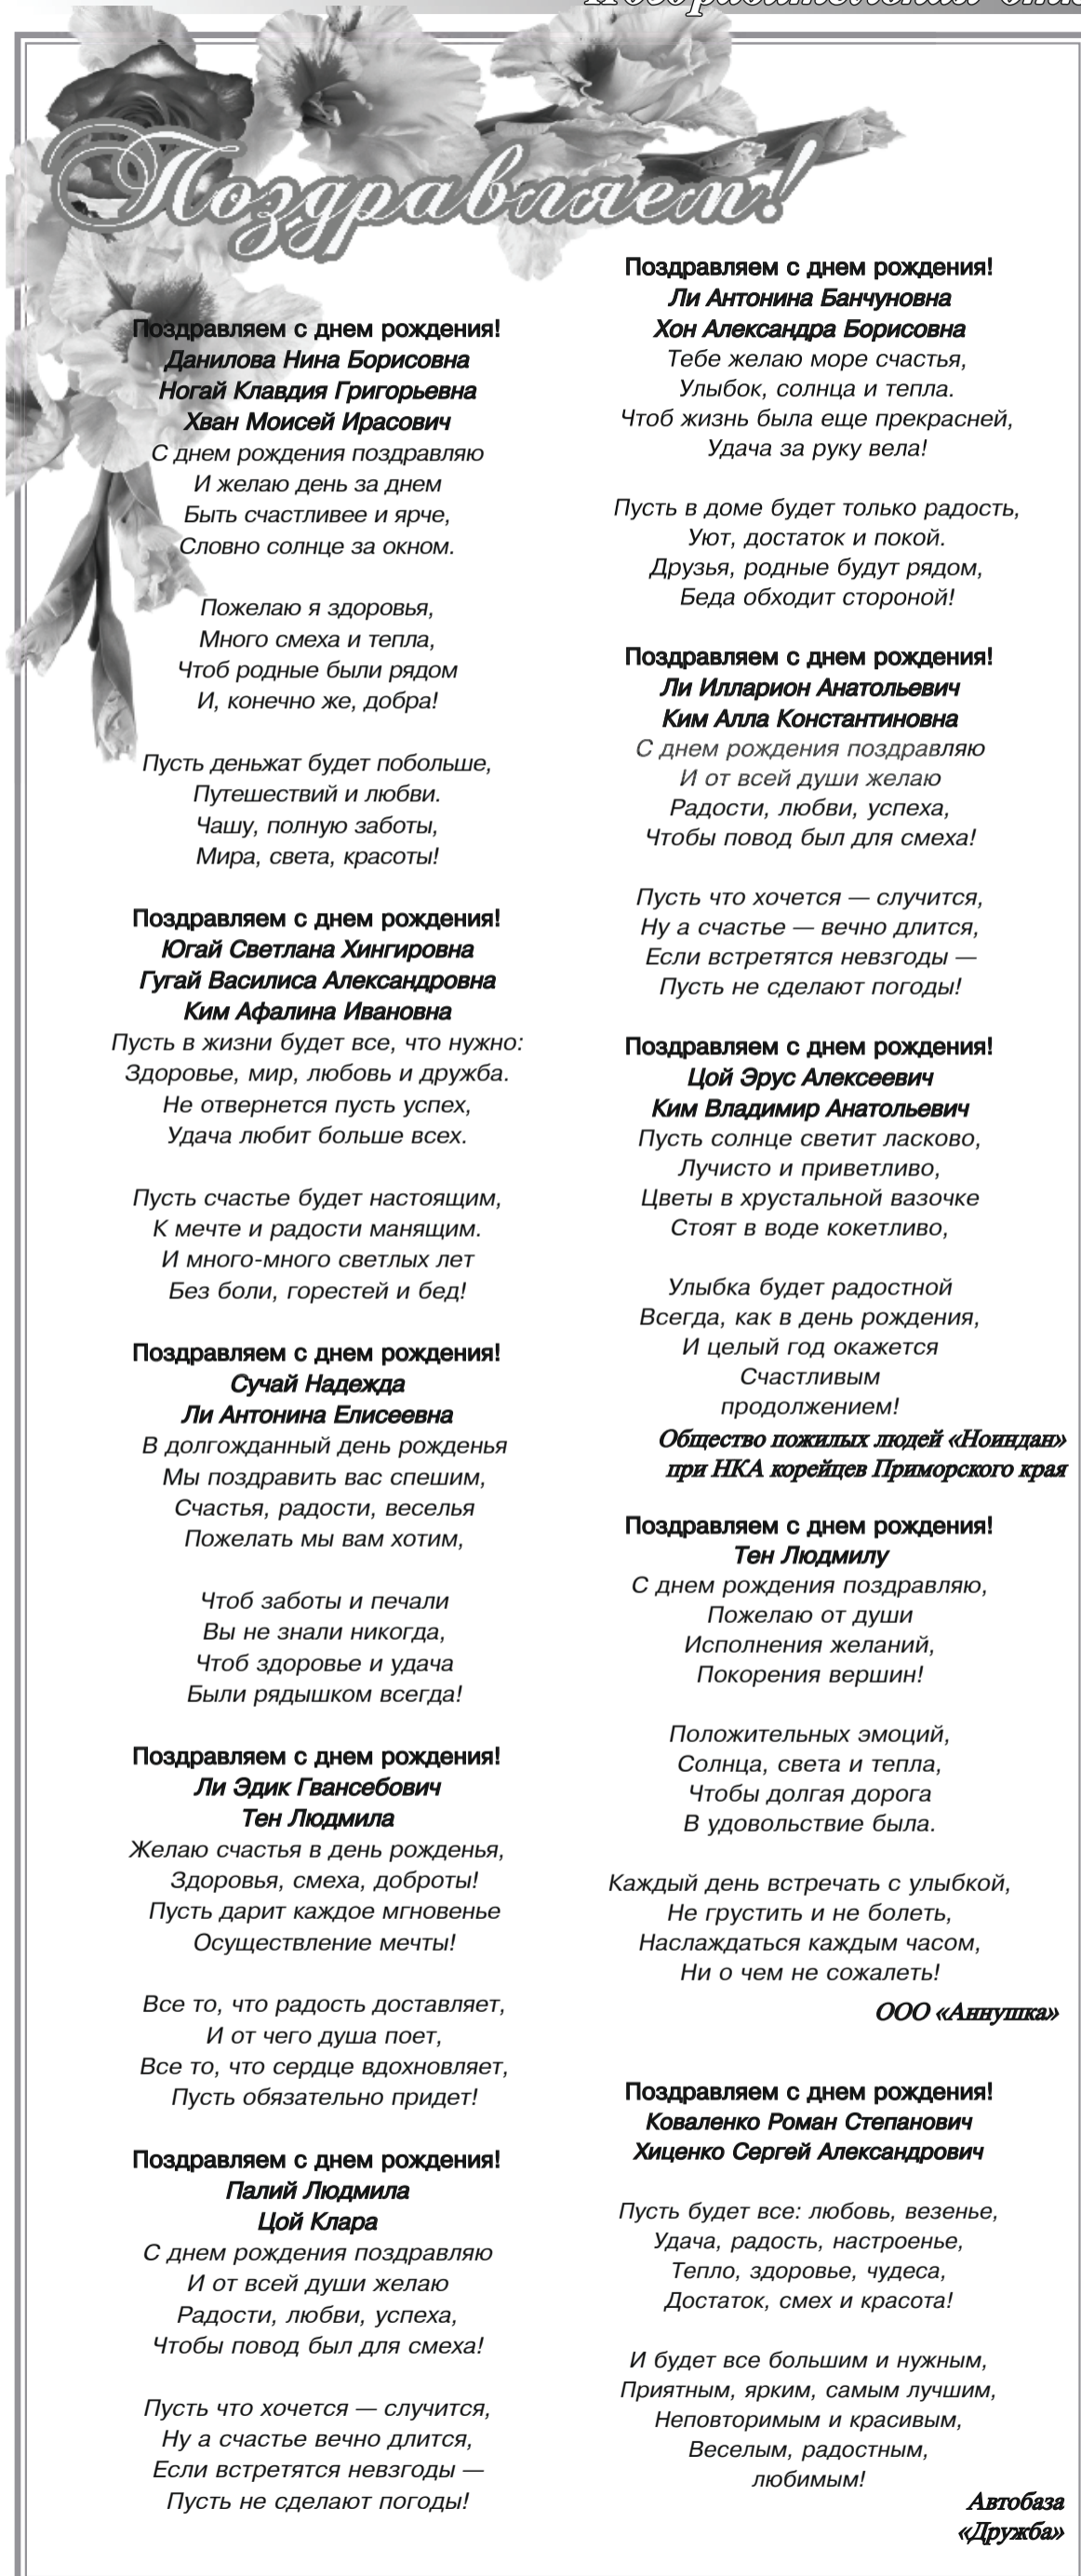 Поздравляем!
Поздравляем с днем рождения!
Данилова Нина Борисовна
Ногай Клавдия Григорьевна
Хван Моисей Ирасович
С днем рождения поздравляю
И желаю день за днем
Быть счастливее и ярче,
Словно солнце за окном.
Пожелаю я здоровья,
Много смеха и тепла,
Чтоб родные были рядом
И, конечно же, добра!
Пусть деньжат будет побольше,
Путешествий и любви.
Чашу, полную заботы,
Мира, света, красоты!
Поздравляем с днем рождения!
Югай Светлана Хингировна
Гугай Василиса Александровна
Ким Афалина Ивановна
Пусть в жизни будет все, что нужно:
Здоровье, мир, любовь и дружба.
Не отвернется пусть успех,
Удача любит больше всех.
Пусть счастье будет настоящим,
К мечте и радости манящим.
И много-много светлых лет
Без боли, горестей и бед!
Поздравляем с днем рождения!
Сучай Надежда
Ли Антонина Елисеевна
В долгожданный день рожденья
Мы поздравить вас спешим,
Счастья, радости, веселья
Пожелать мы вам хотим,
Чтоб заботы и печали
Вы не знали никогда,
Чтоб здоровье и удача
Были рядышком всегда!
Поздравляем с днем рождения!
Ли Эдик Гвансебович
Тен Людмила
Желаю счастья в день рожденья,
Здоровья, смеха, доброты!
Пусть дарит каждое мгновенье
Осуществление мечты!
Все то, что радость доставляет,
И от чего душа поет,
Все то, что сердце вдохновляет,
Пусть обязательно придет!
Поздравляем с днем рождения!
Палий Людмила
Цой Клара
С днем рождения поздравляю
И от всей души желаю
Радости, любви, успеха,
Чтобы повод был для смеха!
Пусть что хочется — случится,
Ну а счастье вечно длится,
Если встретятся невзгоды —
Пусть не сделают погоды!
Поздравляем с днем рождения!
Ли Антонина Банчуновна
Хон Александра Борисовна
Тебе желаю море счастья,
Улыбок, солнца и тепла.
Чтоб жизнь была еще прекрасней,
Удача за руку вела!
Пусть в доме будет только радость,
Уют, достаток и покой.
Друзья, родные будут рядом,
Беда обходит стороной!
Поздравляем с днем рождения!
Ли Илларион Анатольевич
Ким Алла Константиновна
С днем рождения поздравляю
И от всей души желаю
Радости, любви, успеха,
Чтобы повод был для смеха!
Пусть что хочется — случится,
Ну а счастье — вечно длится,
Если встретятся невзгоды —
Пусть не сделают погоды!
Поздравляем с днем рождения!
Цой Эрус Алексеевич
Ким Владимир Анатольевич
Пусть солнце светит ласково,
Лучисто и приветливо,
Цветы в хрустальной вазочке
Стоят в воде кокетливо,
Улыбка будет радостной
Всегда, как в день рождения,
И целый год окажется
Счастливым
продолжением!
Общество пожилых людей «Ноиндан»
при НКА корейцев Приморского края
Поздравляем с днем рождения!
Тен Людмилу
С днем рождения поздравляю,
Пожелаю от души
Исполнения желаний,
Покорения вершин!
Положительных эмоций,
Солнца, света и тепла,
Чтобы долгая дорога
В удовольствие была.
Каждый день встречать с улыбкой,
Не грустить и не болеть,
Наслаждаться каждым часом,
Ни о чем не сожалеть!
ООО «Аннушка»
Поздравляем с днем рождения!
Коваленко Роман Степанович
Хиценко Сергей Александрович
Пусть будет все: любовь, везенье,
Удача, радость, настроенье,
Тепло, здоровье, чудеса,
Достаток, смех и красота!
И будет все большим и нужным,
Приятным, ярким, самым лучшим,
Неповторимым и красивым,
Веселым, радостным,
любимым!
Автобаза
«Дружба»